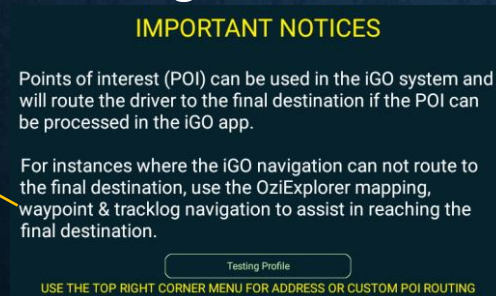 IMPORTANT NOTICES
Points of interest (POI) can be used in the iGO system and
will route the driver to the final destination if the POI can
be processed in the iGO app.
For instances where the iGO navigation can not route to
the final destination, use the OziExplorer mapping,
waypoint & tracklog navigation to assist in reaching the
final destination.
Testing Profile
USE THE TOP RIGHT CORNER MENU FOR ADDRESS OR CUSTOM POI ROUTING